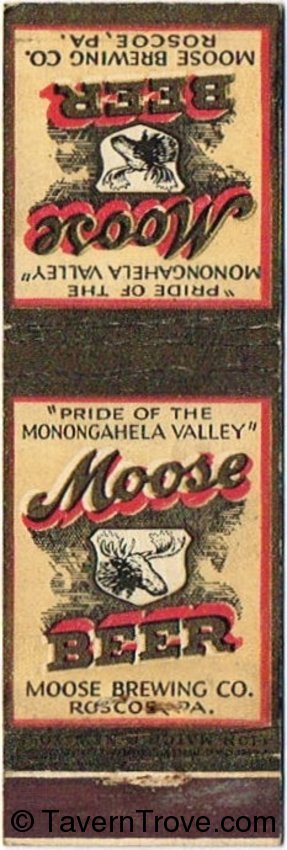 MOOSE BREWING CO.
ROSCOE, PA.
BEER
Moose
"PRIDE OF THE
MONONGAHELA VALLEY"
"PRIDE OF THE
MONONGAHELA VALLEY"
Moose
BEER
MOOSE BREWING CO.
ROSCOE, PA.
© TavernTrove.com